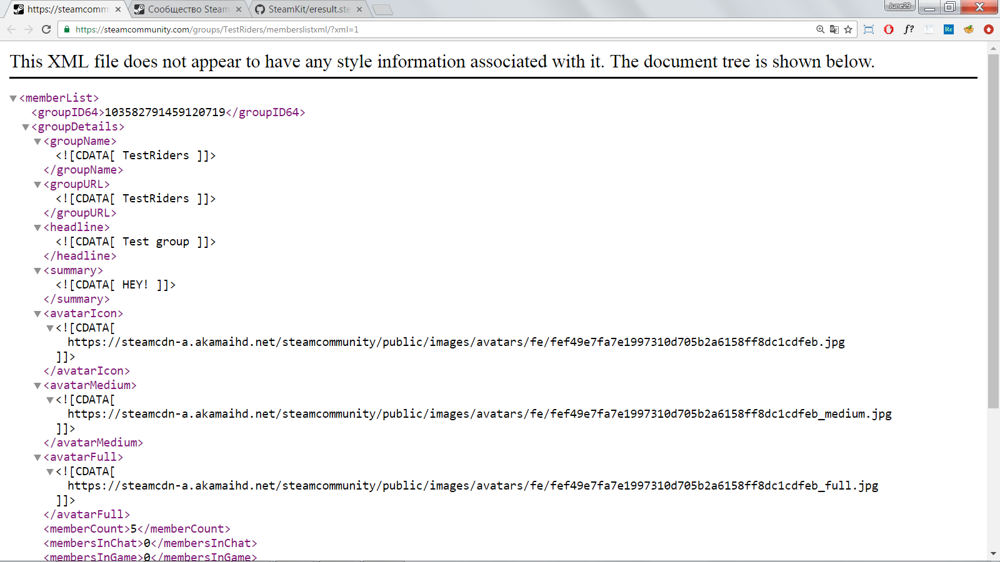 https://steamcomm
Сообщество Steam
SteamKit/eresult.ste
June29
https://steamcommunity.com/groups/TestRiders/memberslistxml/?xml=1
f?
Re
This XML file does not appear to have any style information associated with it. The document tree is shown below.
<memberList>
<groupID64>103582791459120719</groupID64>
<groupDetails>
<groupName>
<![CDATA[ TestRiders ]]>
</groupName>
<groupURL>
<![CDATA[ TestRiders ]]>
</groupURL>
<headline>
<![CDATA[ Test group ]]>
</headline>
<summary>
<![CDATA[ HEY! ]]>
</summary>
<avatarIcon>
<![CDATA[
https://steamcdn-a.akamaihd.net/steamcommunity/public/images/avatars/fe/fef49e7fa7e1997310d705b2a6158ff8dc1cdfeb.jpg
]]>
</avatarIcon>
<avatarMedium>
<![CDATA[
https://steamcdn-a.akamaihd.net/steamcommunity/public/images/avatars/fe/fef49e7fa7e1997310d705b2a6158ff8dc1cdfeb_medium.jpg
]]>
</avatarMedium>
<avatarFull>
<![CDATA[
https://steamcdn-a.akamaihd.net/steamcommunity/public/images/avatars/fe/fef49e7fa7e1997310d705b2a6158ff8dc1cdfeb_full.jpg
]]>
</avatarFull>
<memberCount>5</memberCount>
<membersInChat>0</membersInChat>
<membersInGame>0</membersInGame>